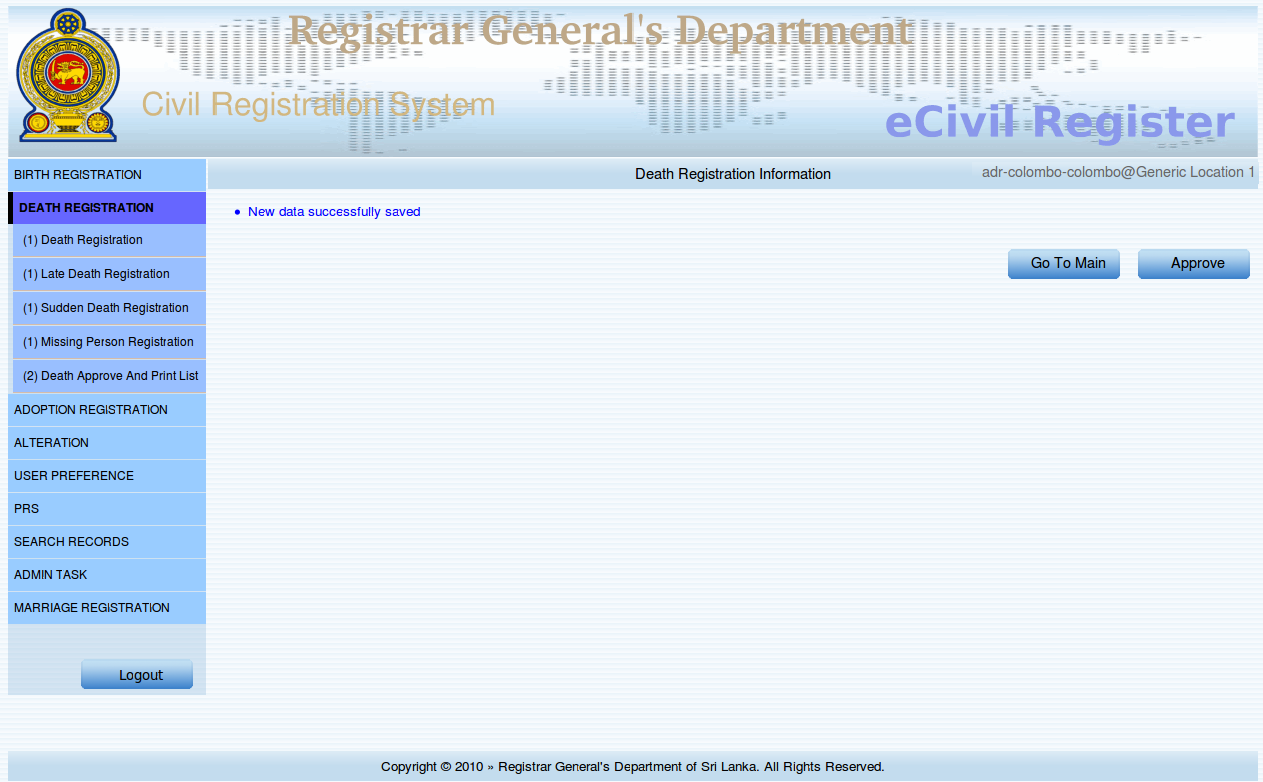 Registrar General's Department
Civil Registration System
eCivil Register
BIRTH REGISTRATION
DEATH REGISTRATION
(1) Death Registration
(1) Late Death Registration
(1) Sudden Death Registration
(1) Missing Person Registration
(2) Death Approve And Print List
ADOPTION REGISTRATION
ALTERATION
USER PREFERENCE
PRS
SEARCH RECORDS
ADMIN TASK
MARRIAGE REGISTRATION
Logout
Death Registration Information
adr-colombo-colombo@Generic Location 1
• New data successfully saved
Go To Main
Approve
Copyright © 2010 » Registrar General's Department of Sri Lanka. All Rights Reserved.